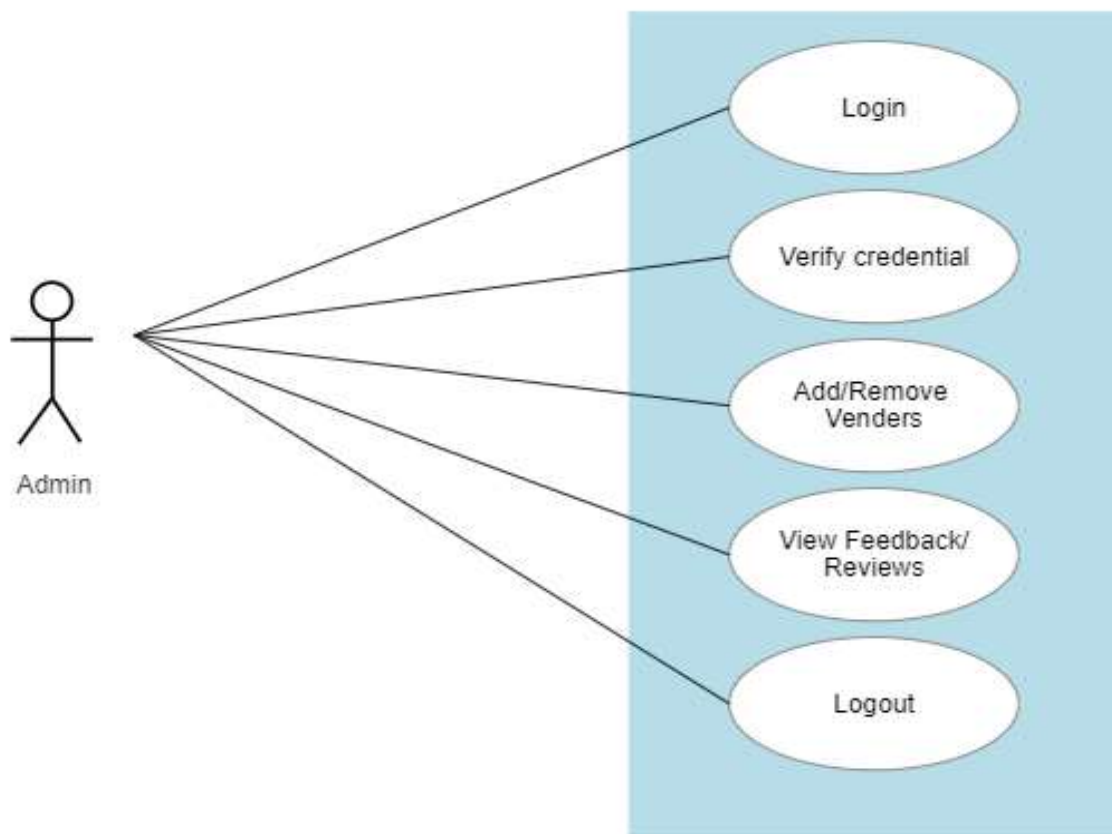 Login
Verify credential
Add/Remove
Venders
View Feedback/
Reviews
Logout
Admin